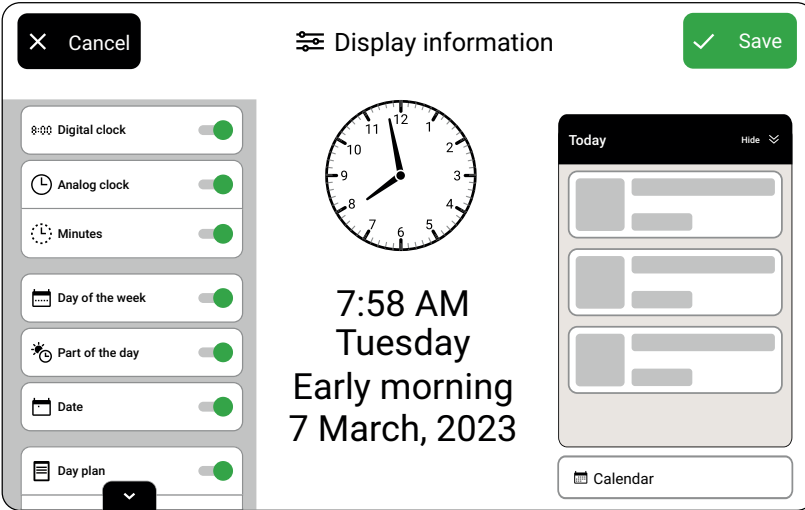 Cancel
Display information
Save
8:00 Digital clock
Analog clock
Minutes
Day of the week
Part of the day
Date
Day plan
12
1
2
3
4
5
6
7
8
9
10
11
7:58 AM
Tuesday
Early morning
7 March, 2023
Today
Hide
Calendar